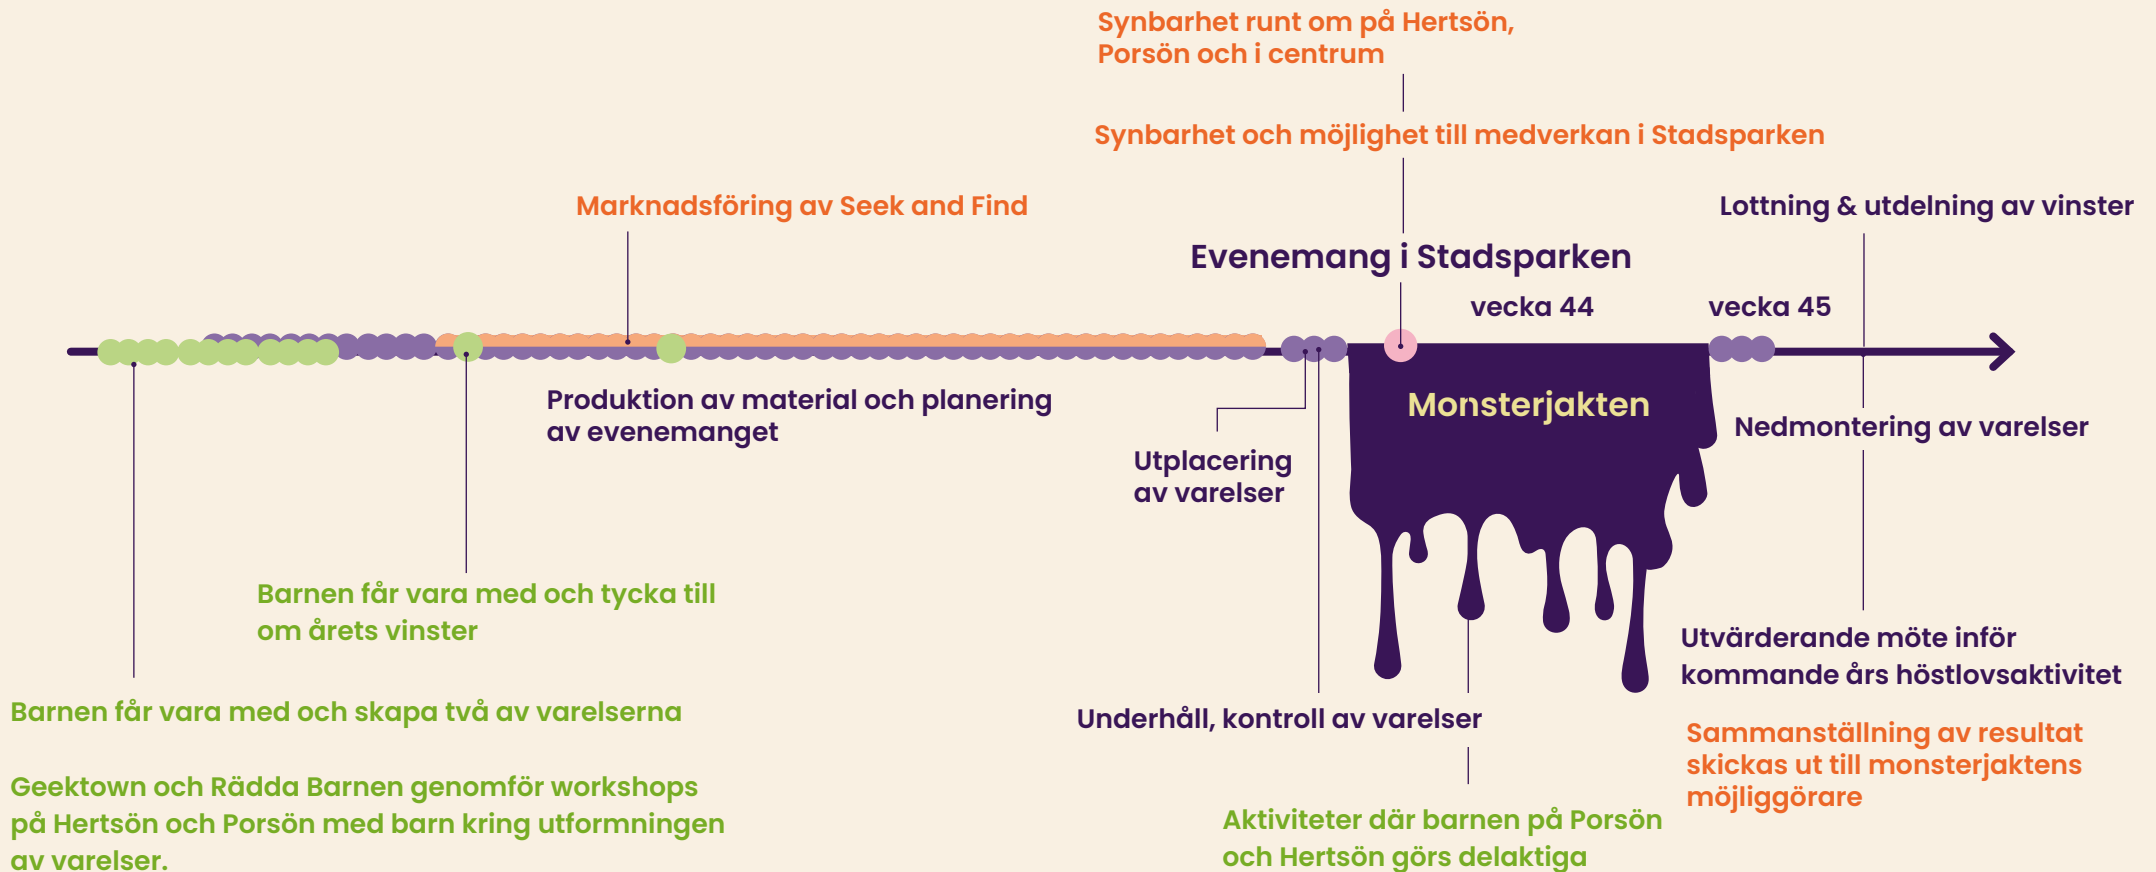 Synbarhet runt om på Hertsön,
Porsön och i centrum
Synbarhet och möjlighet till medverkan i Stadsparken
Marknadsföring av Seek and Find
Lottning & utdelning av vinster
Evenemang i Stadsparken
vecka 44
vecka 45
Produktion av material och planering
av evenemanget
Monsterjakten
Nedmontering av varelser
Utplacering
av varelser
Barnen får vara med och tycka till
om årets vinster
Utvärderande möte inför
kommande års höstlovsaktivitet
Barnen får vara med och skapa två av varelserna
Underhåll, kontroll av varelser
Sammanställning av resultat
skickas ut till monsterjaktens
möjliggörare
Geektown och Rädda Barnen genomför workshops
på Hertsön och Porsön med barn kring utformningen
av varelser.
Aktiviteter där barnen på Porsön
och Hertsön görs delaktiga